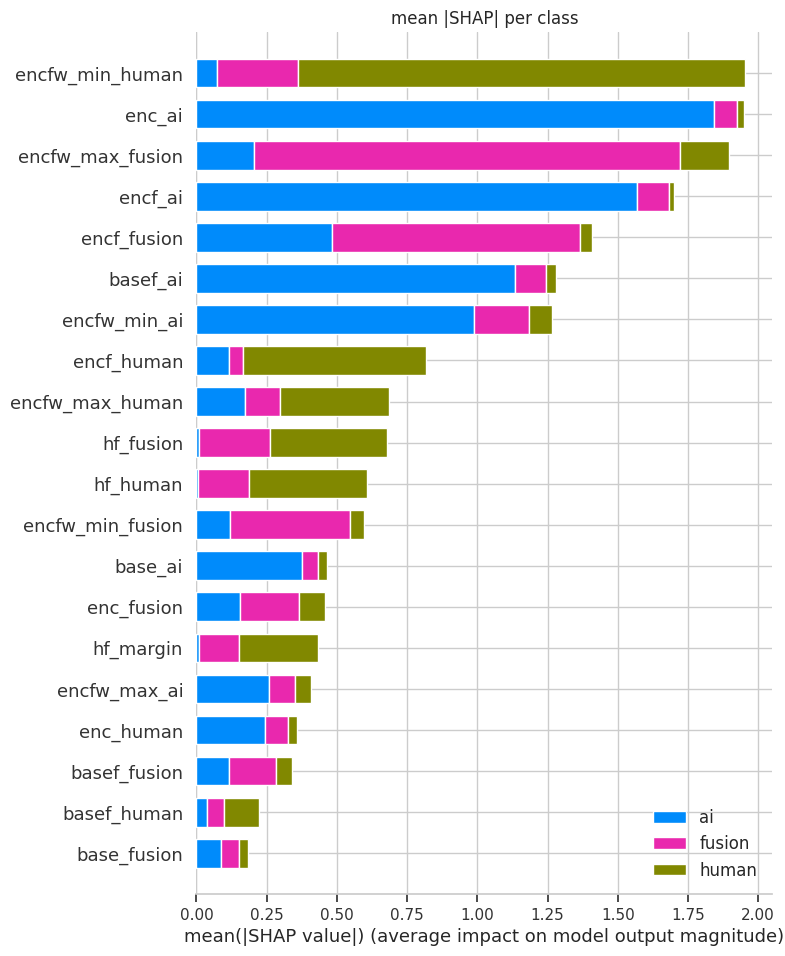 mean |SHAP| per class
encfw_min_human
enc_ai
encfw_max_fusion
encf_ai
encf_fusion
basef_ai
encfw_min_ai
encf_human
encfw_max_human
hf_fusion
hf_human
encfw_min_fusion
base_ai
enc_fusion
hf_margin
encfw_max_ai
enc_human
basef_fusion
basef_human
base_fusion
ai
fusion
human
0.00 0.25 0.50 0.75 1.00 1.25 1.50 1.75 2.00
mean(|SHAP value|) (average impact on model output magnitude)